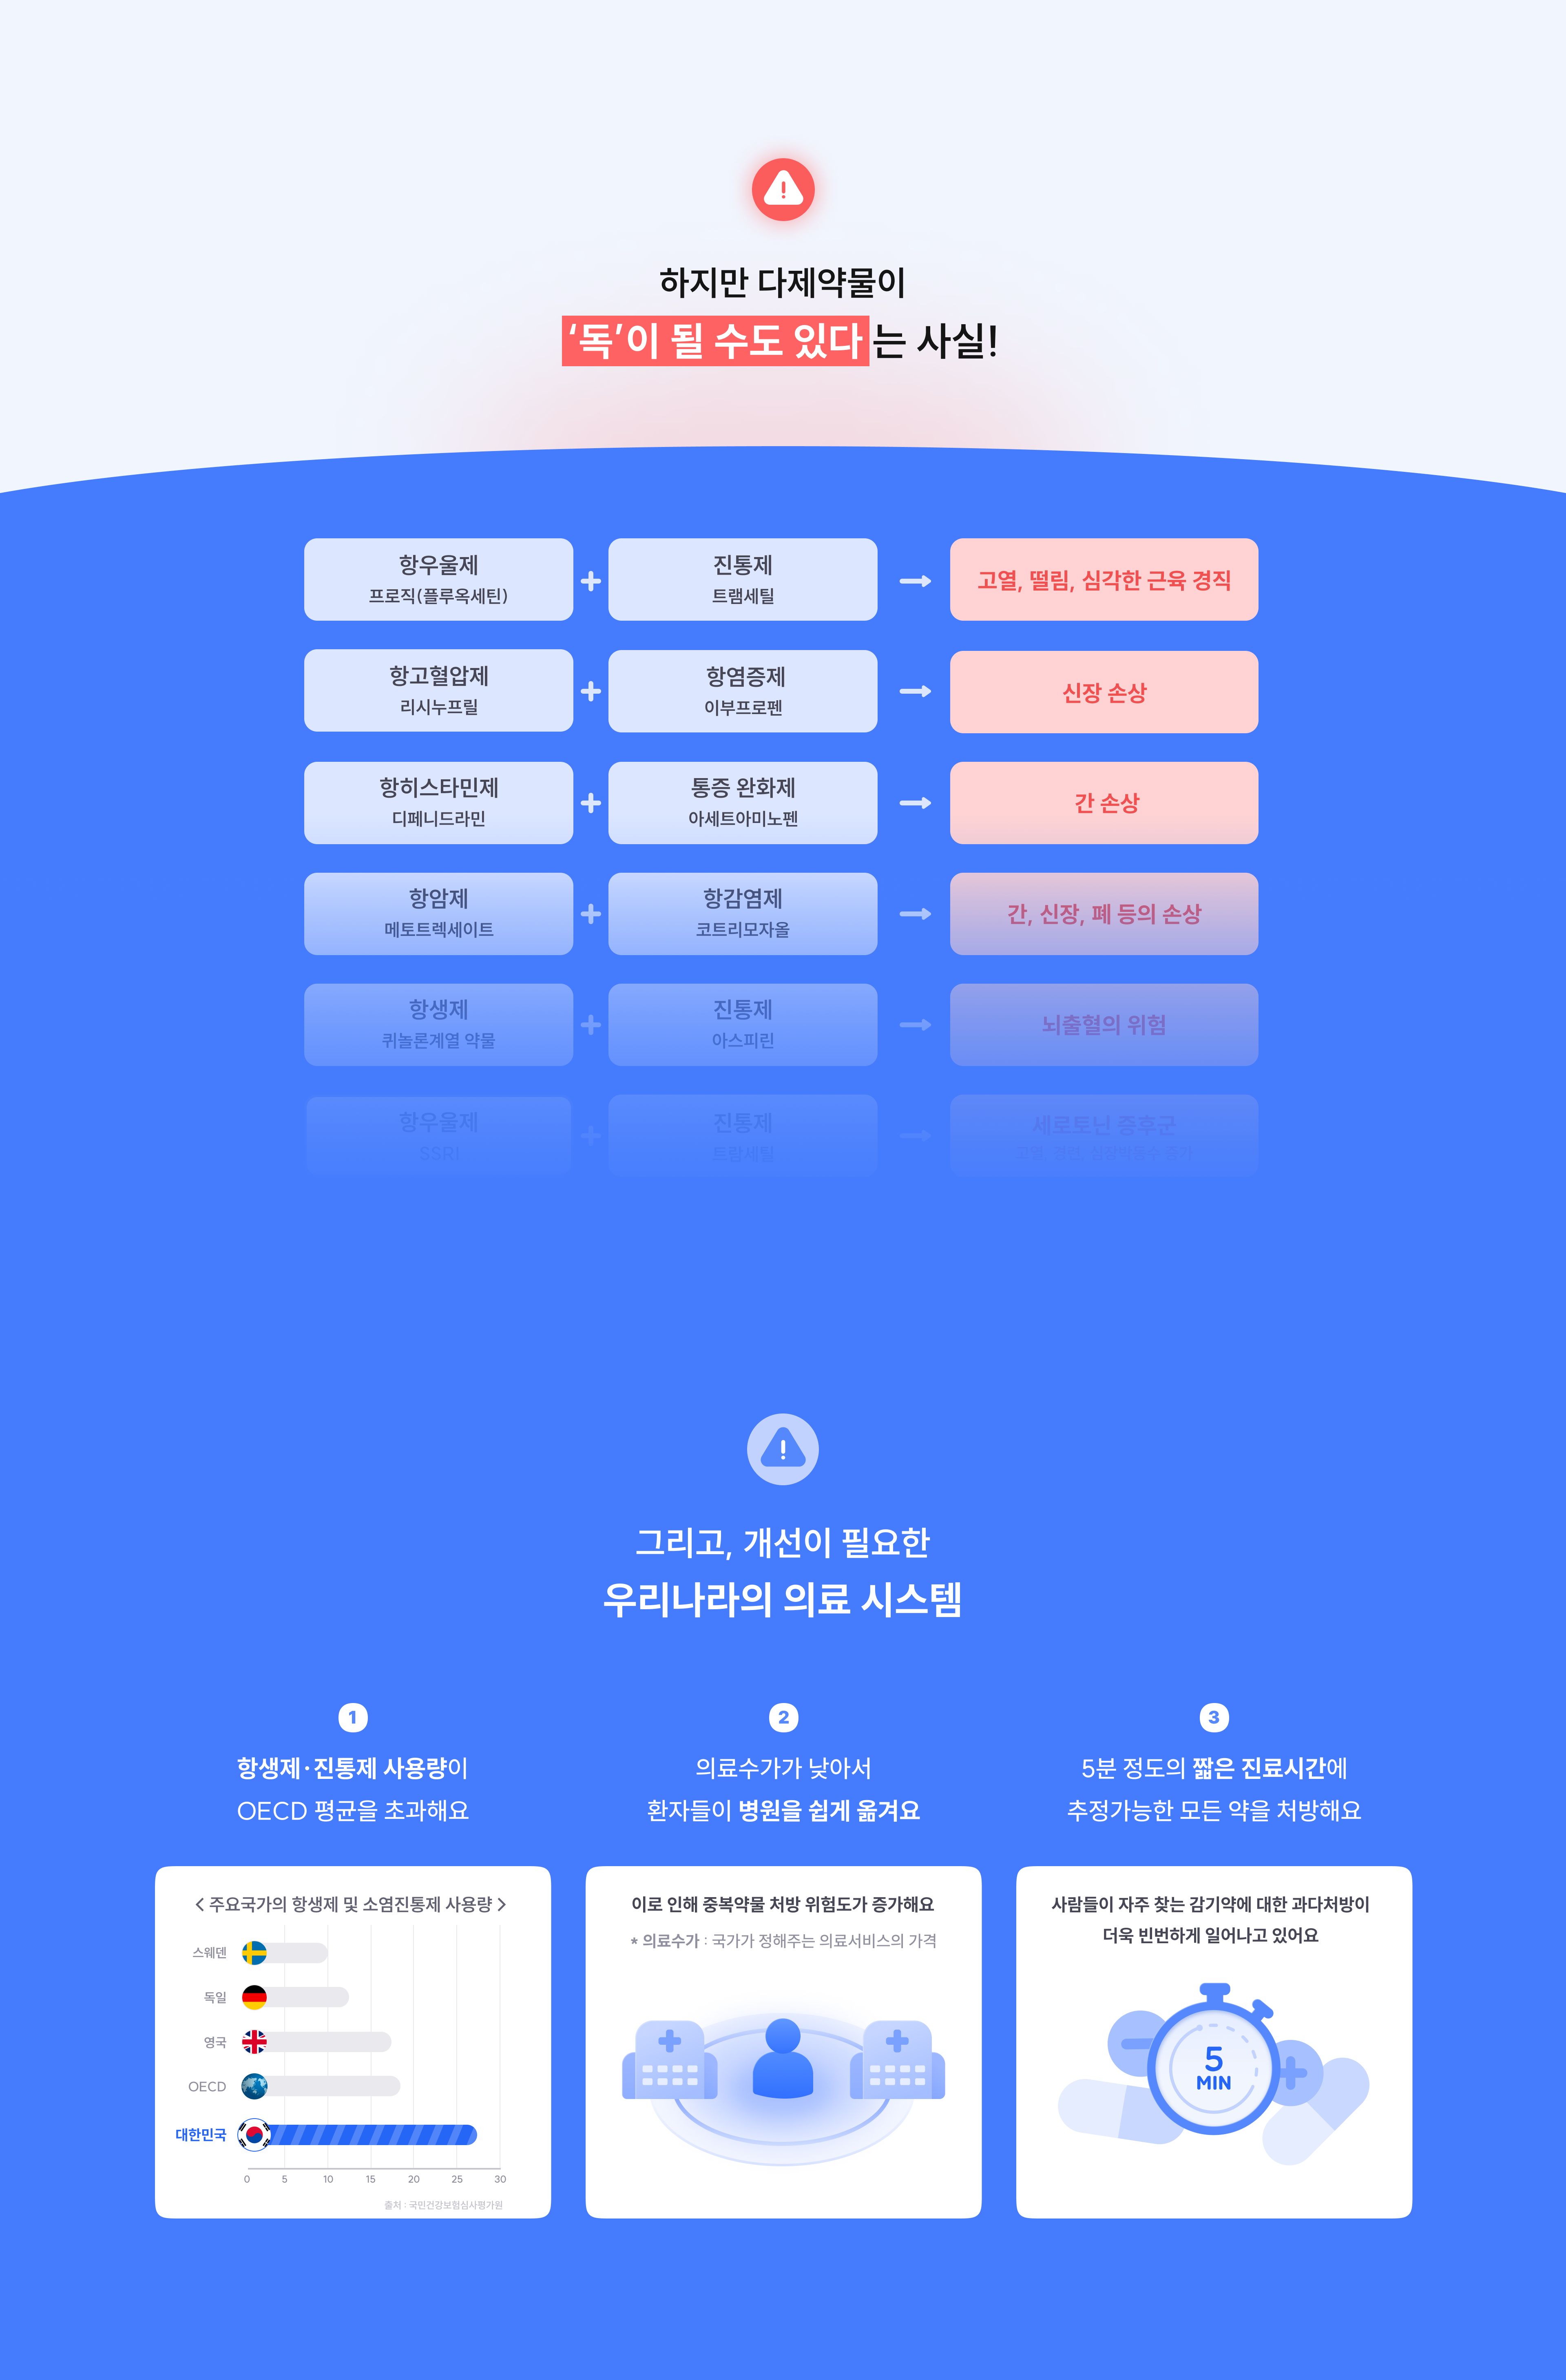 하지만 다제약물이
‘독’이 될 수도 있다는 사실!
항우울제
프로직(플루옥세틴)
+
진통제
트램세틸
고열, 떨림, 심각한 근육 경직
항고혈압제
리시누프릴
+
항염증제
이부프로펜
신장 손상
항히스타민제
디페니드라민
+
통증 완화제
아세트아미노펜
간 손상
항암제
메토트렉세이트
+
항감염제
코트리모자올
간, 신장, 폐 등의 손상
항생제
퀴놀론계열 약물
+
진통제
아스피린
뇌출혈의 위험
항우울제
SSRI
+
진통제
트람세틸
세로토닌 증후군
그리고, 개선이 필요한
우리나라의 의료 시스템
1
항생제·진통제 사용량이
OECD 평균을 초과해요
< 주요국가의 항생제 및 소염진통제 사용량 >
스웨덴
독일
영국
OECD
대한민국
0 5 10 15 20 25 30
출처 : 국민건강보험심사평가원
2
의료수가가 낮아서
환자들이 병원을 쉽게 옮겨요
이로 인해 중복약물 처방 위험도가 증가해요
* 의료수가 : 국가가 정해주는 의료서비스의 가격
3
5분 정도의 짧은 진료시간에
추정가능한 모든 약을 처방해요
사람들이 자주 찾는 감기약에 대한 과다처방이
더욱 빈번하게 일어나고 있어요
5
MIN